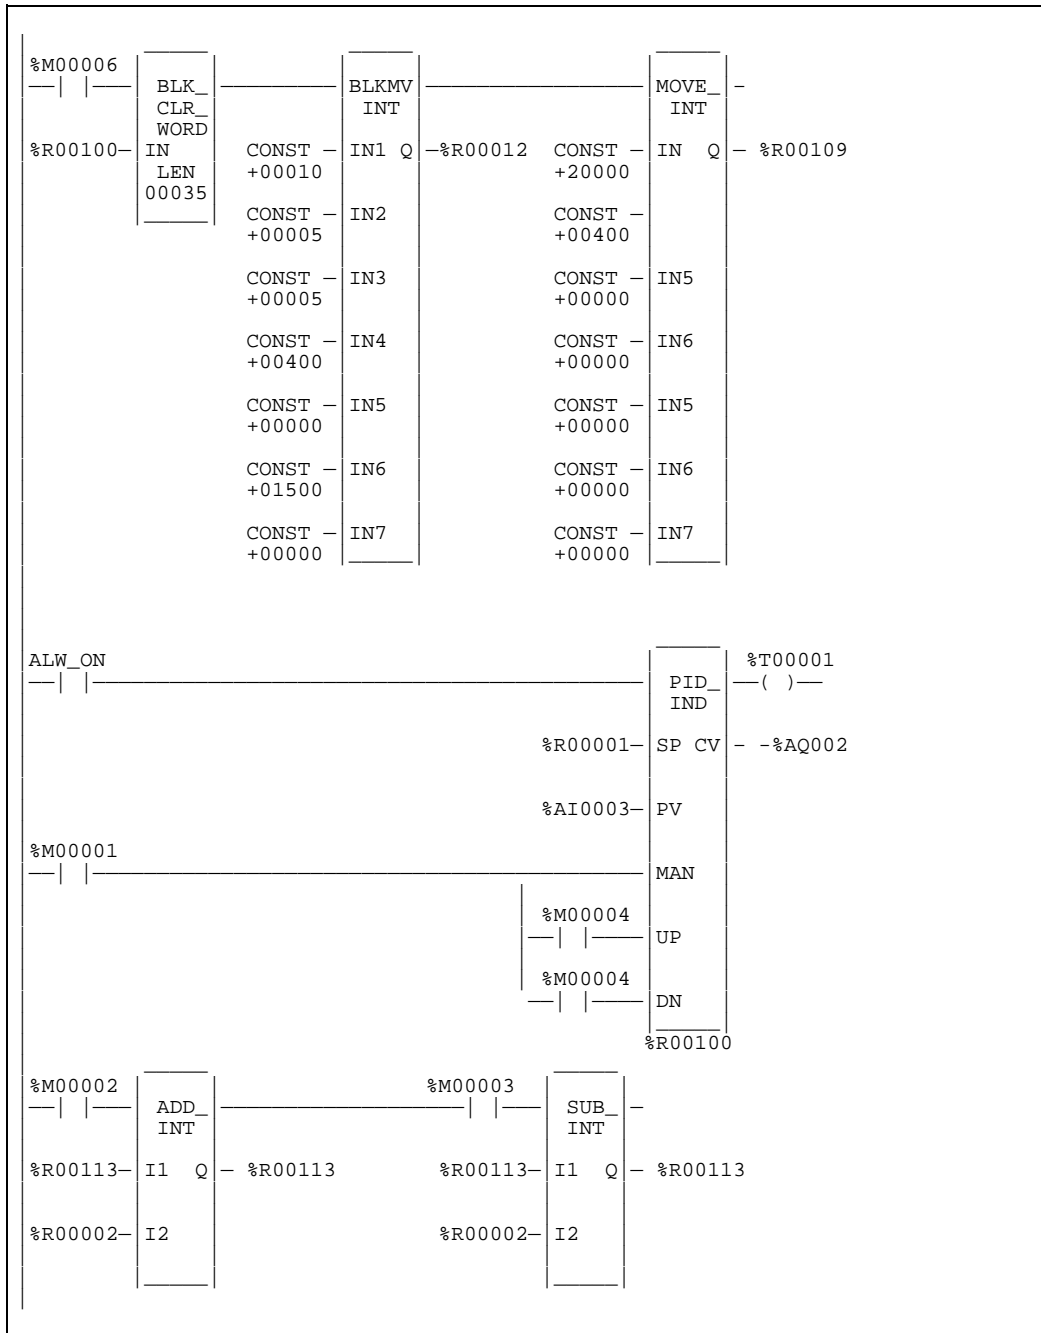 %M00006
BLK_ BLKMV MOVE_
CLR_ INT INT
WORD
%R00100 IN CONST IN1 Q %R00012 CONST IN Q %R00109
LEN +00010 +20000
00035
CONST IN2 CONST
+00005 +00400
CONST IN3 CONST IN5
+00005 +00000
CONST IN4 CONST IN6
+00400 +00000
CONST IN5 CONST IN5
+00000 +00000
CONST IN6 CONST IN6
+01500 +00000
CONST IN7 CONST IN7
+00000 +00000
ALW_ON %T00001
PID_ ( )
IND
%R00001 SP CV -%AQ002
%AI0003 PV
%M00001
MAN
%M00004
UP
%M00004
DN
%R00100
%M00002 %M00003
ADD_ SUB_
INT INT
%R00113 I1 Q %R00113 %R00113 I1 Q %R00113
%R00002 I2 %R00002 I2